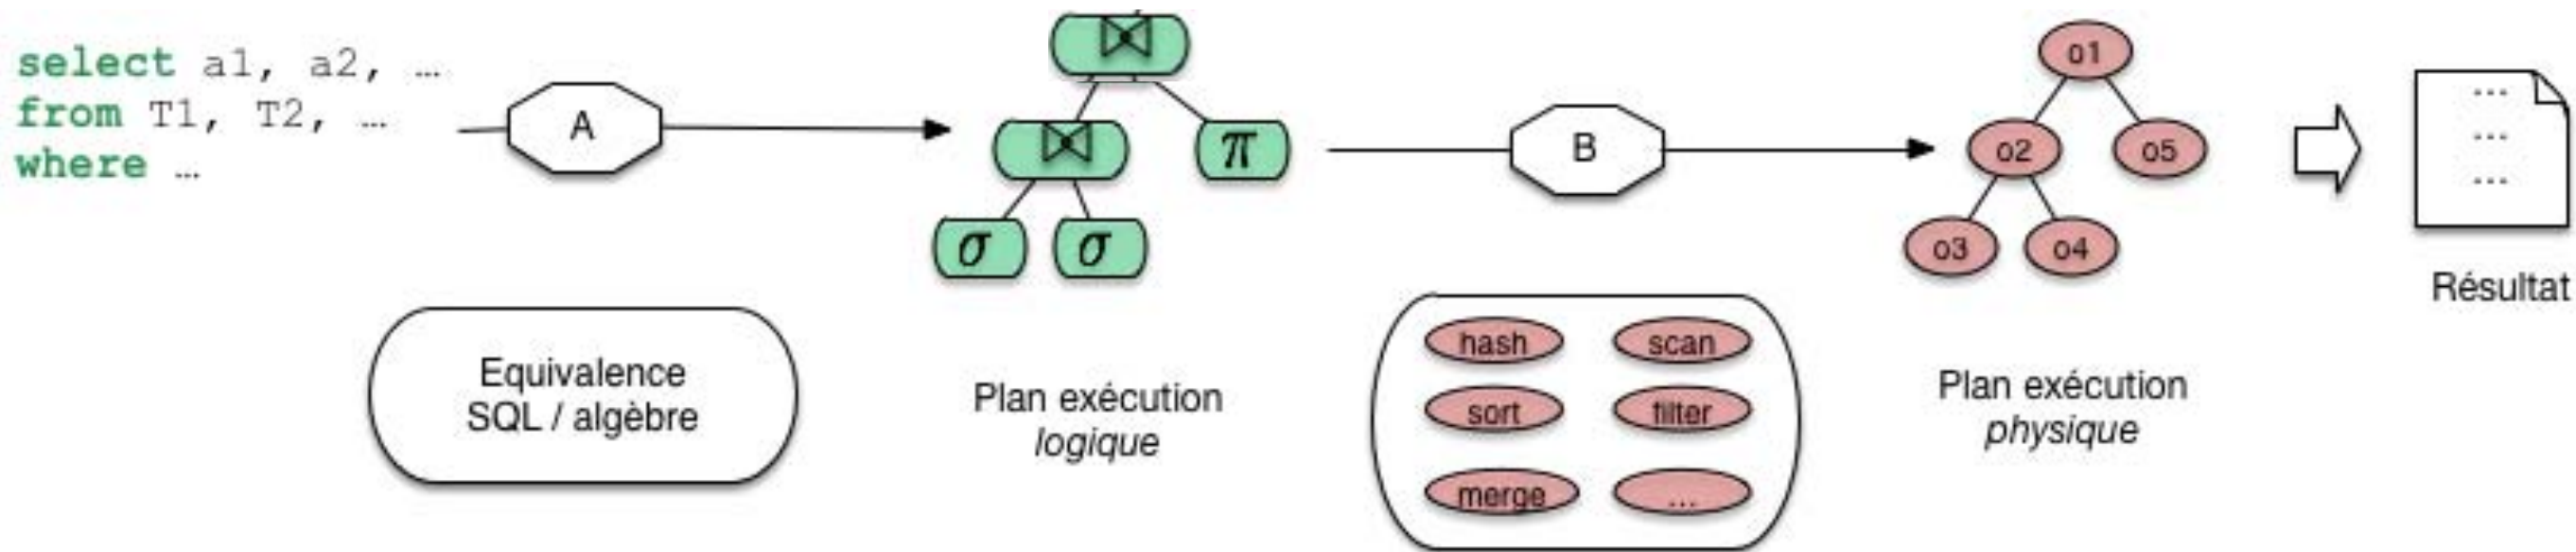 select a1, a2, …
from T1, T2, …
where …
A
⋈
⋈
π
σ
σ
B
o1
o2
o5
o3
o4
...
...
...
Résultat
Equivalence
SQL / algèbre
Plan exécution
logique
hash
scan
sort
filter
merge
...
Plan exécution
physique